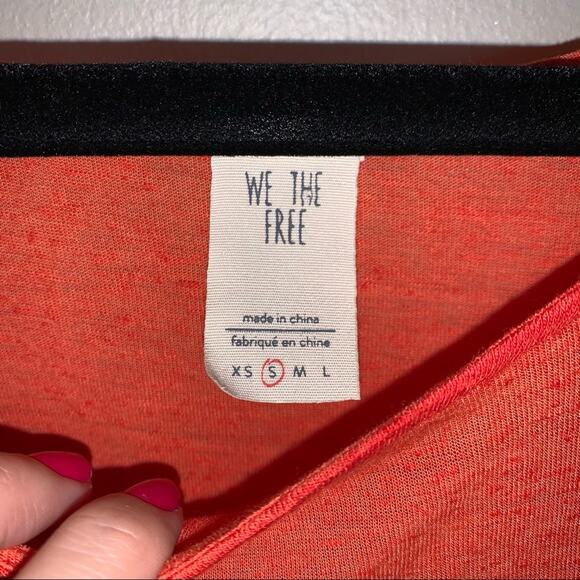 WE THE
FREE
made in china
fabriqué en chine
XS S M L